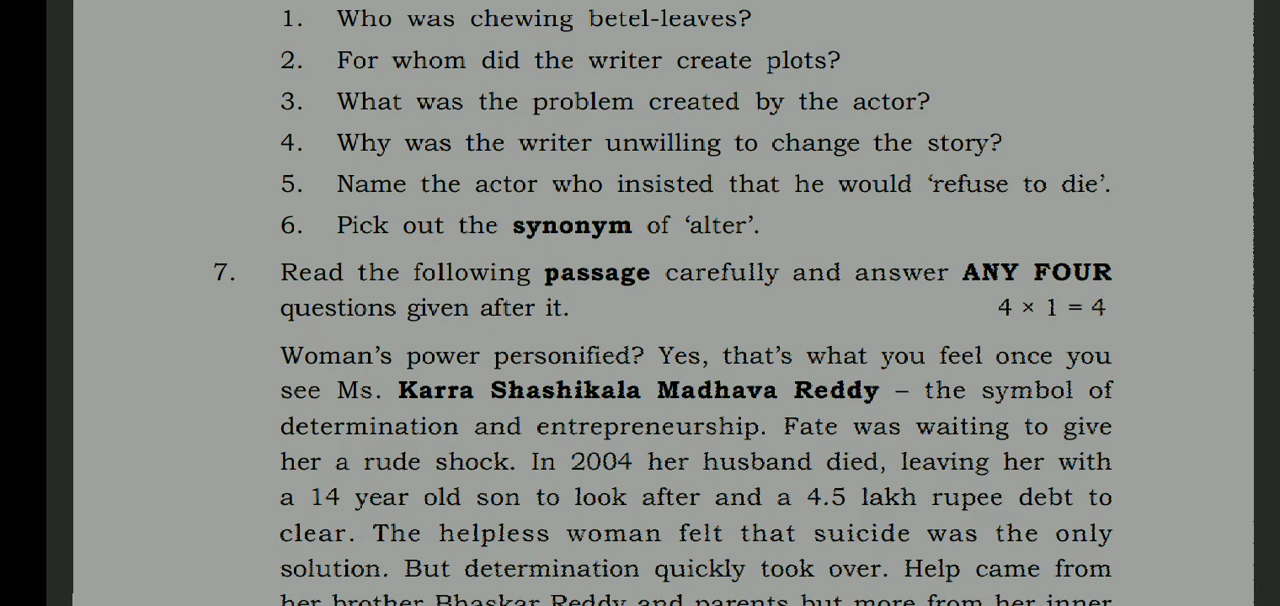 1. Who was chewing betel-leaves?
2. For whom did the writer create plots?
3. What was the problem created by the actor?
4. Why was the writer unwilling to change the story?
5. Name the actor who insisted that he would ‘refuse to die’.
6. Pick out the synonym of ‘alter’.
7. Read the following passage carefully and answer ANY FOUR
questions given after it. 4 × 1 = 4
Woman’s power personified? Yes, that’s what you feel once you
see Ms. Karra Shashikala Madhava Reddy – the symbol of
determination and entrepreneurship. Fate was waiting to give
her a rude shock. In 2004 her husband died, leaving her with
a 14 year old son to look after and a 4.5 lakh rupee debt to
clear. The helpless woman felt that suicide was the only
solution. But determination quickly took over. Help came from
her brother Bhaskar Reddy and parents but more from her inner